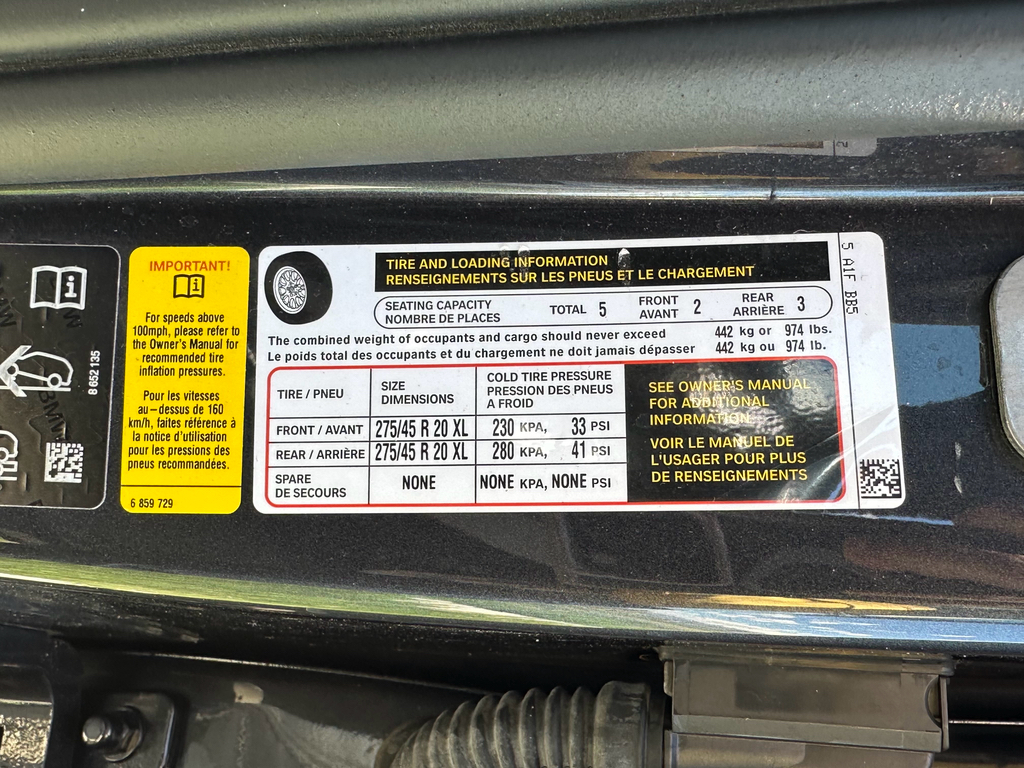 8 652 135
IMPORTANT!
For speeds above
100mph, please refer to
the Owner's Manual for
recommended tire
inflation pressures.
Pour les vitesses
au-dessus de 160
km/h, faites référence à
la notice d'utilisation
pour les pressions des
pneus recommandées.
6 859 729
TIRE AND LOADING INFORMATION
RENSEIGNEMENTS SUR LES PNEUS ET LE CHARGEMENT
SEATING CAPACITY
NOMBRE DE PLACES
TOTAL 5
FRONT
AVANT 2
REAR
ARRIÈRE 3
The combined weight of occupants and cargo should never exceed 442 kg or 974 lbs.
Le poids total des occupants et du chargement ne doit jamais dépasser 442 kg ou 974 lb.
TIRE / PNEU
SIZE
DIMENSIONS
COLD TIRE PRESSURE
PRESSION DES PNEUS
A FROID
FRONT / AVANT 275/45 R 20 XL 230 KPA, 33 PSI
REAR / ARRIÈRE 275/45 R 20 XL 280 KPA, 41 PSI
SPARE
DE SECOURS
NONE NONE KPA, NONE PSI
SEE OWNER'S MANUAL
FOR ADDITIONAL
INFORMATION
VOIR LE MANUEL DE
L'USAGER POUR PLUS
DE RENSEIGNEMENTS
5 A1F BB5